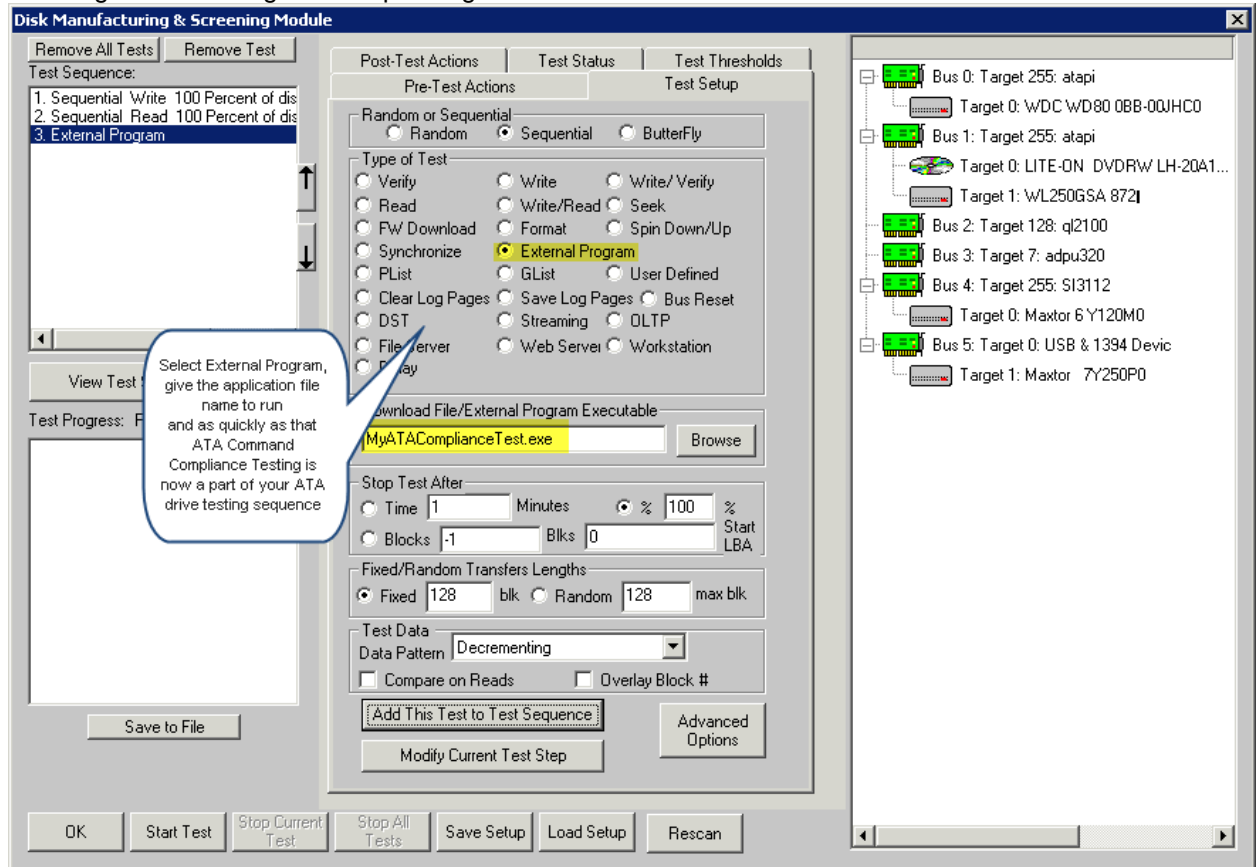 Disk Manufacturing & Screening Module
Remove All Tests
Remove Test
Test Sequence:
1. Sequential Write 100 Percent of dis
2. Sequential Read 100 Percent of dis
3. External Program
View Test
Test Progress:
Save to File
Post-Test Actions
Test Status
Test Thresholds
Pre-Test Actions
Test Setup
Random or Sequential
Random
Sequential
ButterFly
Type of Test
Verify
Write
Write/ Verify
Read
Write/Read
Seek
FW Download
Format
Spin Down/Up
Synchronize
External Program
PList
GList
User Defined
Clear Log Pages
Save Log Pages
Bus Reset
DST
Streaming
OLTP
File Server
Web Server
Workstation
Select External Program,
give the application file
name to run
and as quickly as that
ATA Command
Compliance Testing is
now a part of your ATA
drive testing sequence
Download File/External Program Executable
MyATAComplianceTest.exe
Browse
Stop Test After
Time 1 Minutes
% 100 %
Blocks -1 Blks 0 Start
LBA
Fixed/Random Transfers Lengths
Fixed 128 blk
Random 128 max blk
Test Data
Data Pattern Decrementing
Compare on Reads
Overlay Block #
Add This Test to Test Sequence
Advanced
Options
Modify Current Test Step
OK
Start Test
Stop Current
Test
Stop All
Tests
Save Setup
Load Setup
Rescan
Bus 0: Target 255: atapi
Target 0: WDC WD80 0BB-00JHC0
Bus 1: Target 255: atapi
Target 0: LITE-ON DVDRW LH-20A1...
Target 1: WL250GSA 872
Bus 2: Target 128: ql2100
Bus 3: Target 7: adpu320
Bus 4: Target 255: SI3112
Target 0: Maxtor 6 Y120M0
Bus 5: Target 0: USB & 1394 Devic
Target 1: Maxtor 7Y250P0